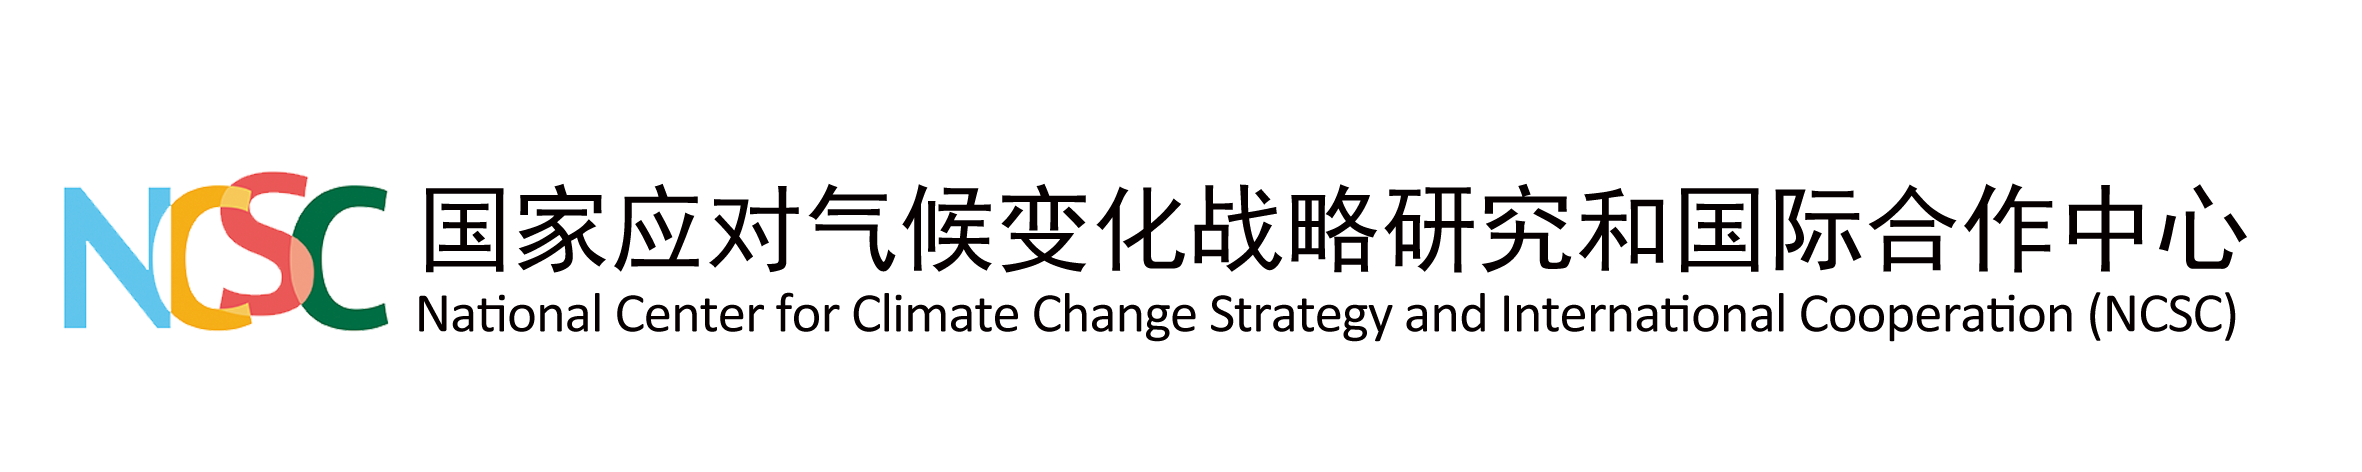 NCSC
国家应对气候变化战略研究和国际合作中心
National Center for Climate Change Strategy and International Cooperation (NCSC)